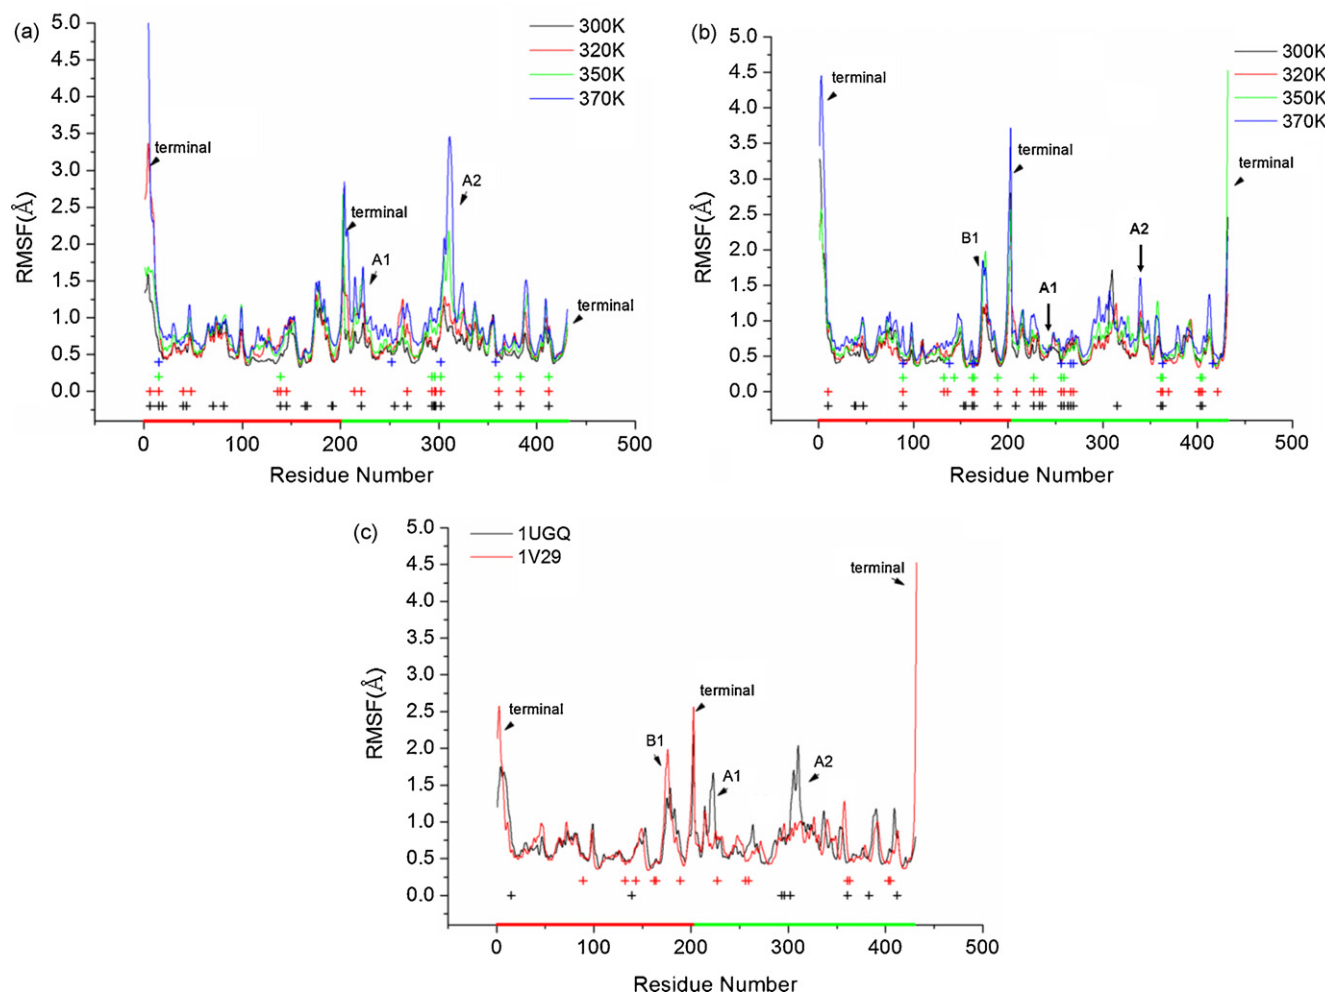 (a)
5.0
4.5
4.0
3.5
3.0
2.5
2.0
1.5
1.0
0.5
0.0
RMSF(Å)
300K
320K
350K
370K
terminal
terminal
A1
A2
terminal
0 100 200 300 400 500
Residue Number
(b)
5.0
4.5
4.0
3.5
3.0
2.5
2.0
1.5
1.0
0.5
0.0
RMSF(Å)
300K
320K
350K
370K
terminal
B1
terminal
A1
A2
terminal
0 100 200 300 400 500
Residue Number
(c)
5.0
4.5
4.0
3.5
3.0
2.5
2.0
1.5
1.0
0.5
0.0
RMSF(Å)
1UGQ
1V29
terminal
B1
terminal
A1
A2
terminal
0 100 200 300 400 500
Residue Number